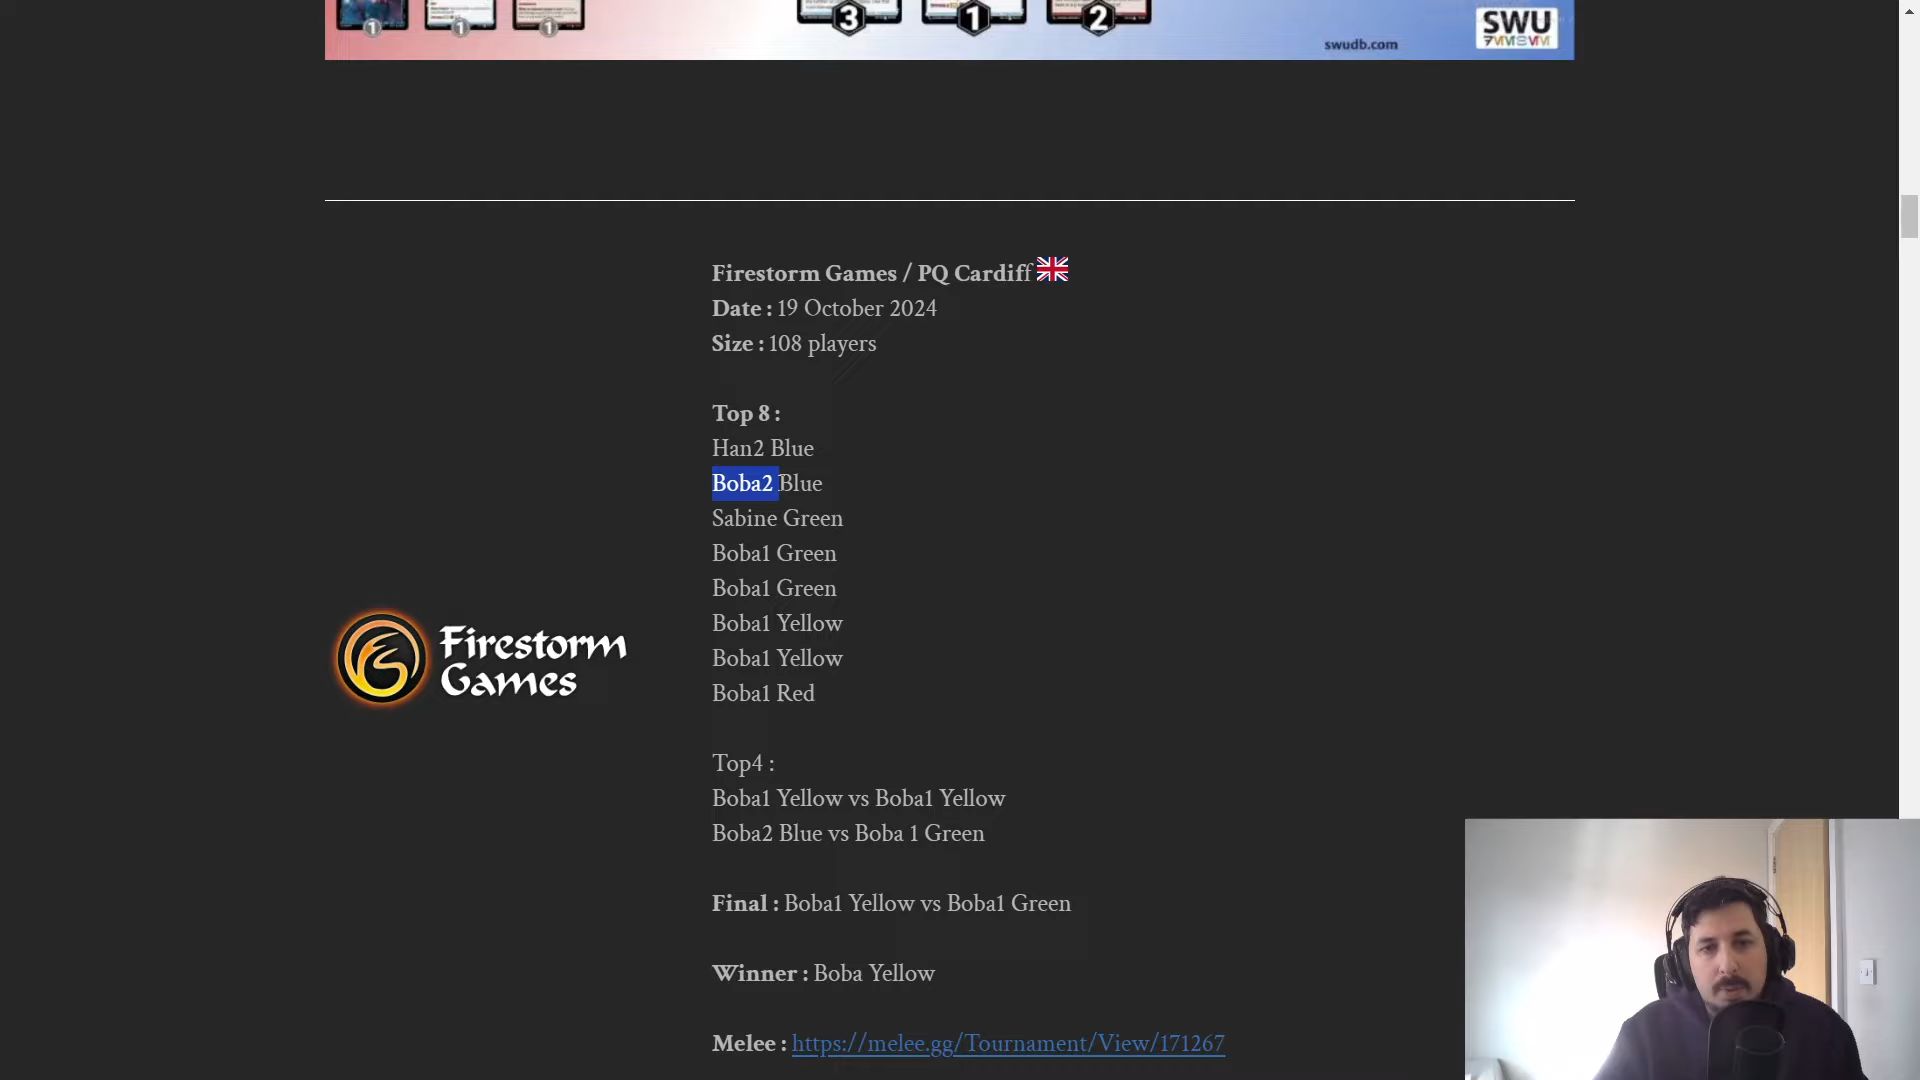 1 1 1 3 1 2
swudb.com
SWU
Firestorm Games / PQ Cardiff
Date : 19 October 2024
Size : 108 players
Top 8 :
Han2 Blue
Boba2 Blue
Sabine Green
Boba1 Green
Boba1 Green
Boba1 Yellow
Boba1 Yellow
Boba1 Red
Firestorm
Games
Top4 :
Boba1 Yellow vs Boba1 Yellow
Boba2 Blue vs Boba 1 Green
Final : Boba1 Yellow vs Boba1 Green
Winner : Boba Yellow
Melee : https://melee.gg/Tournament/View/171267